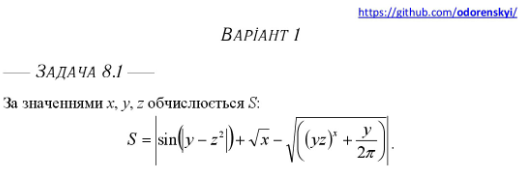 https://github.com/odorenskyi/
ВАРІАНТ 1
—— ЗАДАЧА 8.1 ——
За значеннями x, y, z обчислюється S:
S = |sin(|y − z²|) + √x − √((yz)ˣ + y/2π)|.